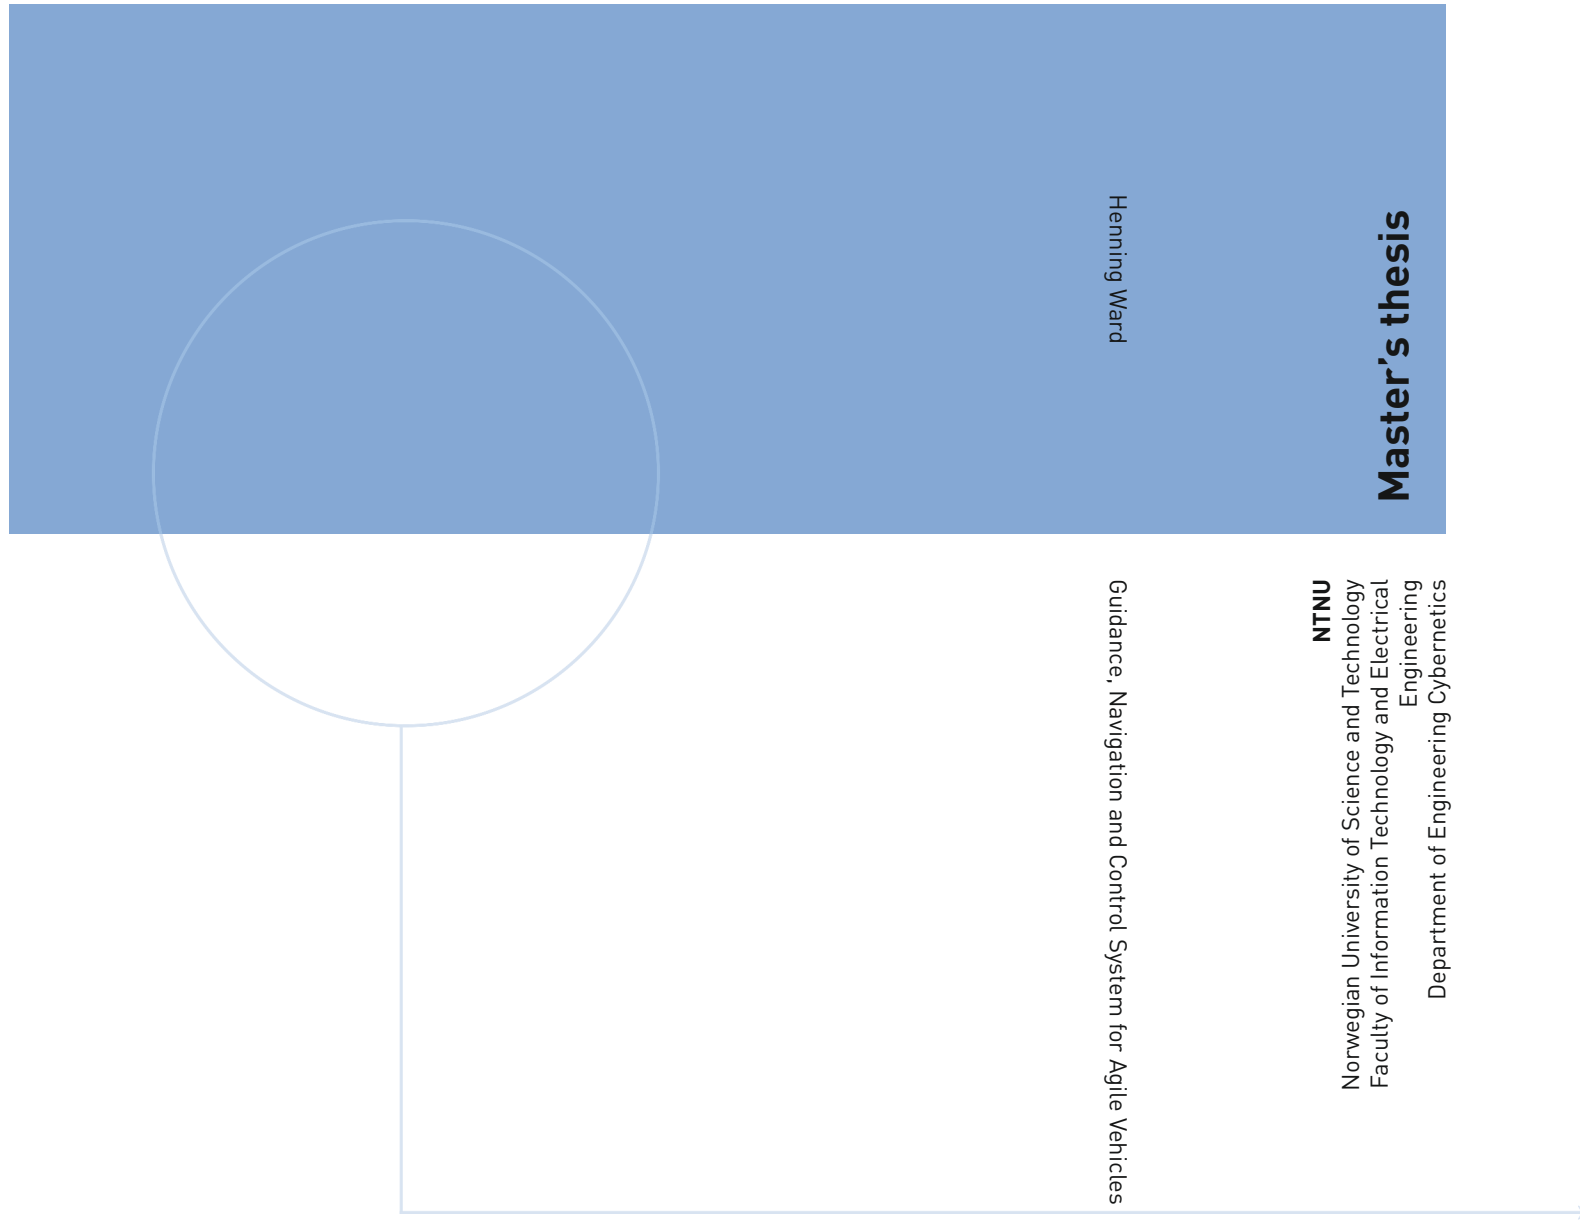 Henning Ward
Guidance, Navigation and Control System for Agile Vehicles
Master's thesis
NTNU
Norwegian University of Science and Technology
Faculty of Information Technology and Electrical
Engineering
Department of Engineering Cybernetics